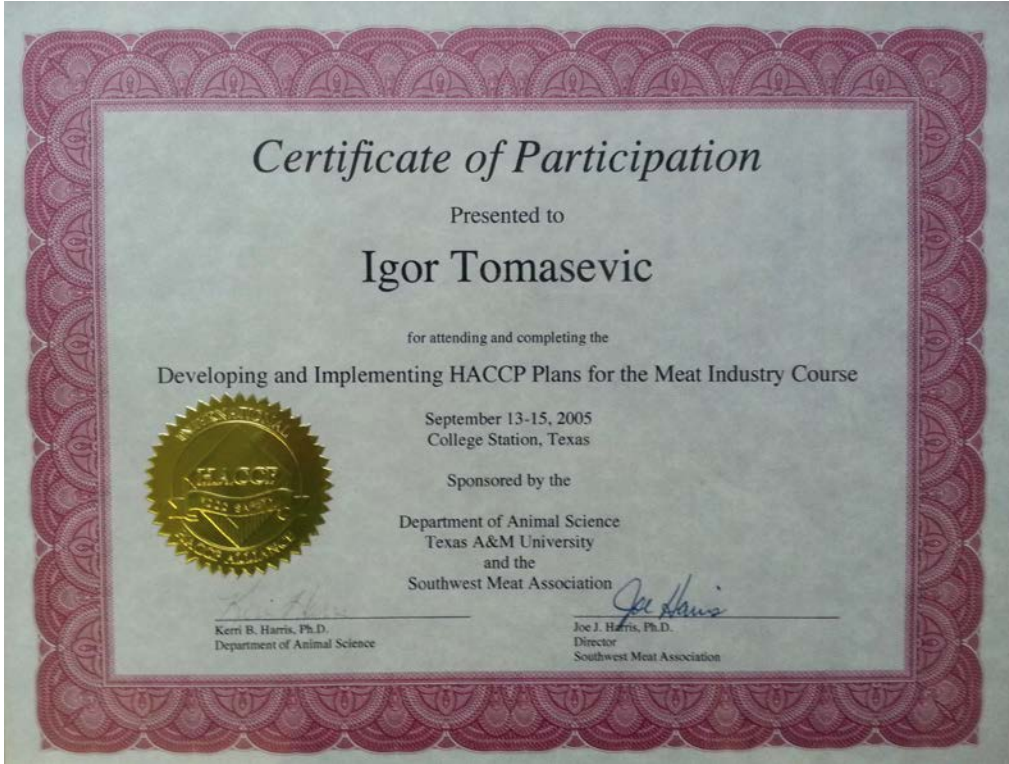 Certificate of Participation
Presented to
Igor Tomasevic
for attending and completing the
Developing and Implementing HACCP Plans for the Meat Industry Course
September 13-15, 2005
College Station, Texas
Sponsored by the
Department of Animal Science
Texas A&M University
and the
Southwest Meat Association
INTERNATIONAL
HACCP
FOOD SAFETY
HACCP ALLIANCE
Joe Harris
Kerri B. Harris, Ph.D.
Department of Animal Science
Joe J. Harris, Ph.D.
Director
Southwest Meat Association